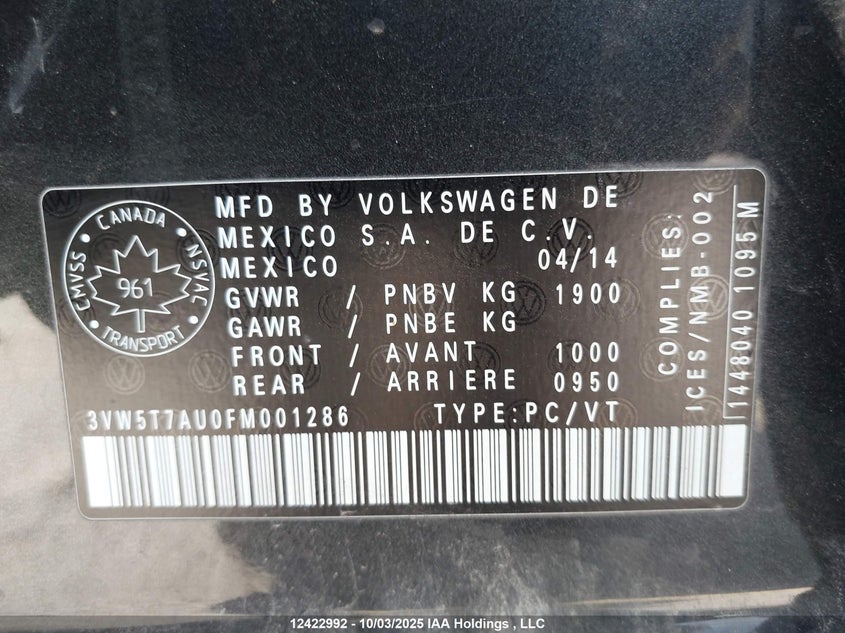 CANADA
CMVSS
NSVAC
961
TRANSPORT
MFD BY VOLKSWAGEN DE
MEXICO S.A. DE C.V.
MEXICO 04/14
GVWR / PNBV KG 1900
GAWR / PNBE KG
FRONT / AVANT 1000
REAR / ARRIERE 0950
3VW5T7AU0FM001286 TYPE:PC/VT
COMPLIES:
ICES/NMB-002
1448040 1095 M
12422992 - 10/03/2025 IAA Holdings , LLC